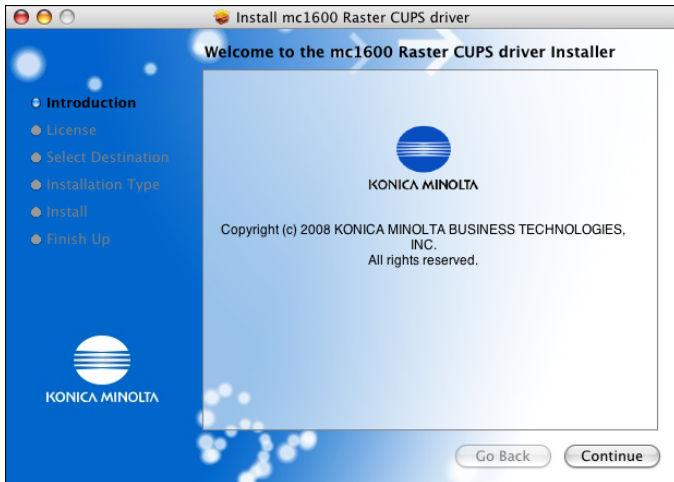 Install mc1600 Raster CUPS driver
Welcome to the mc1600 Raster CUPS driver Installer
Introduction
License
Select Destination
Installation Type
Install
Finish Up
KONICA MINOLTA
KONICA MINOLTA
Copyright (c) 2008 KONICA MINOLTA BUSINESS TECHNOLOGIES,
INC.
All rights reserved.
Go Back
Continue